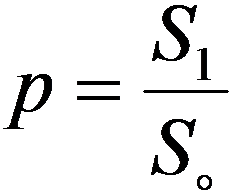 p = S₁ / S。